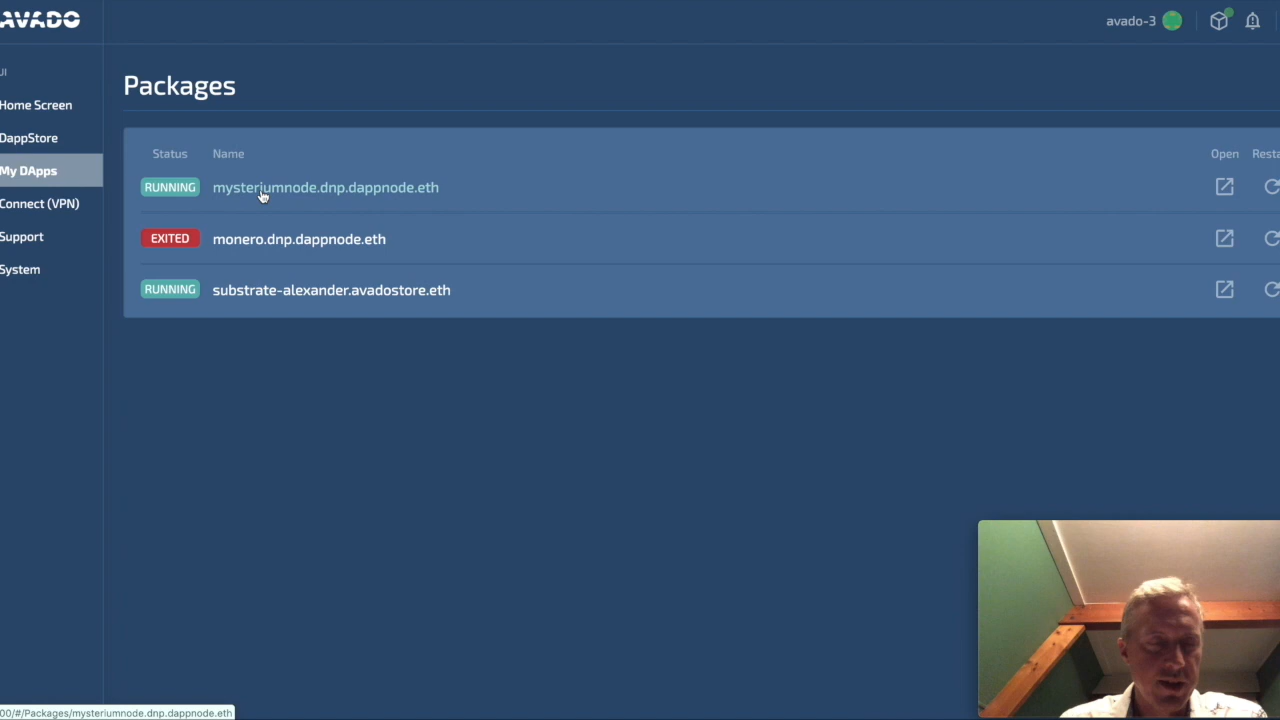 AVADO
avado-3
UI
Home Screen
DappStore
My DApps
Connect (VPN)
Support
System
Packages
Status Name Open Resta
RUNNING mysteriumnode.dnp.dappnode.eth
EXITED monero.dnp.dappnode.eth
RUNNING substrate-alexander.avadostore.eth
00/#/Packages/mysteriumnode.dnp.dappnode.eth